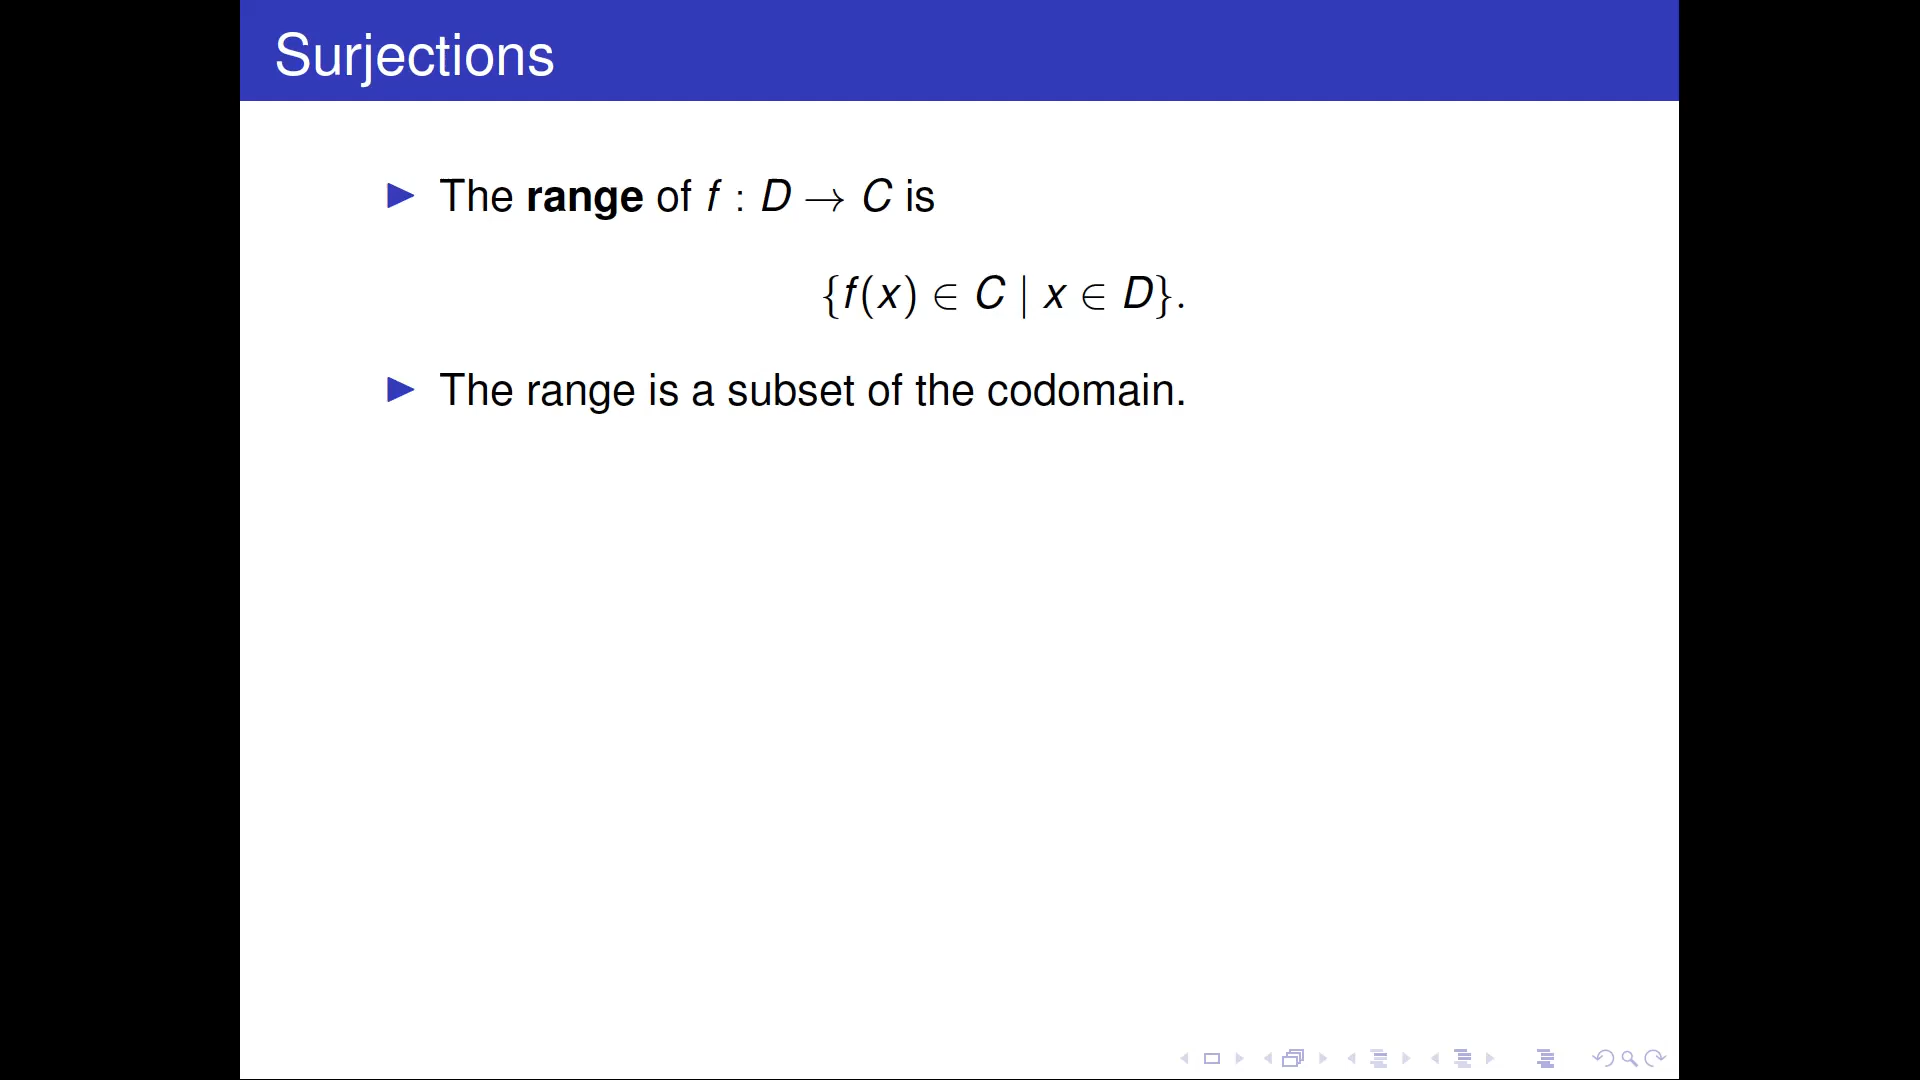 Surjections
The range of f : D → C is
{f(x) ∈ C | x ∈ D}.
The range is a subset of the codomain.